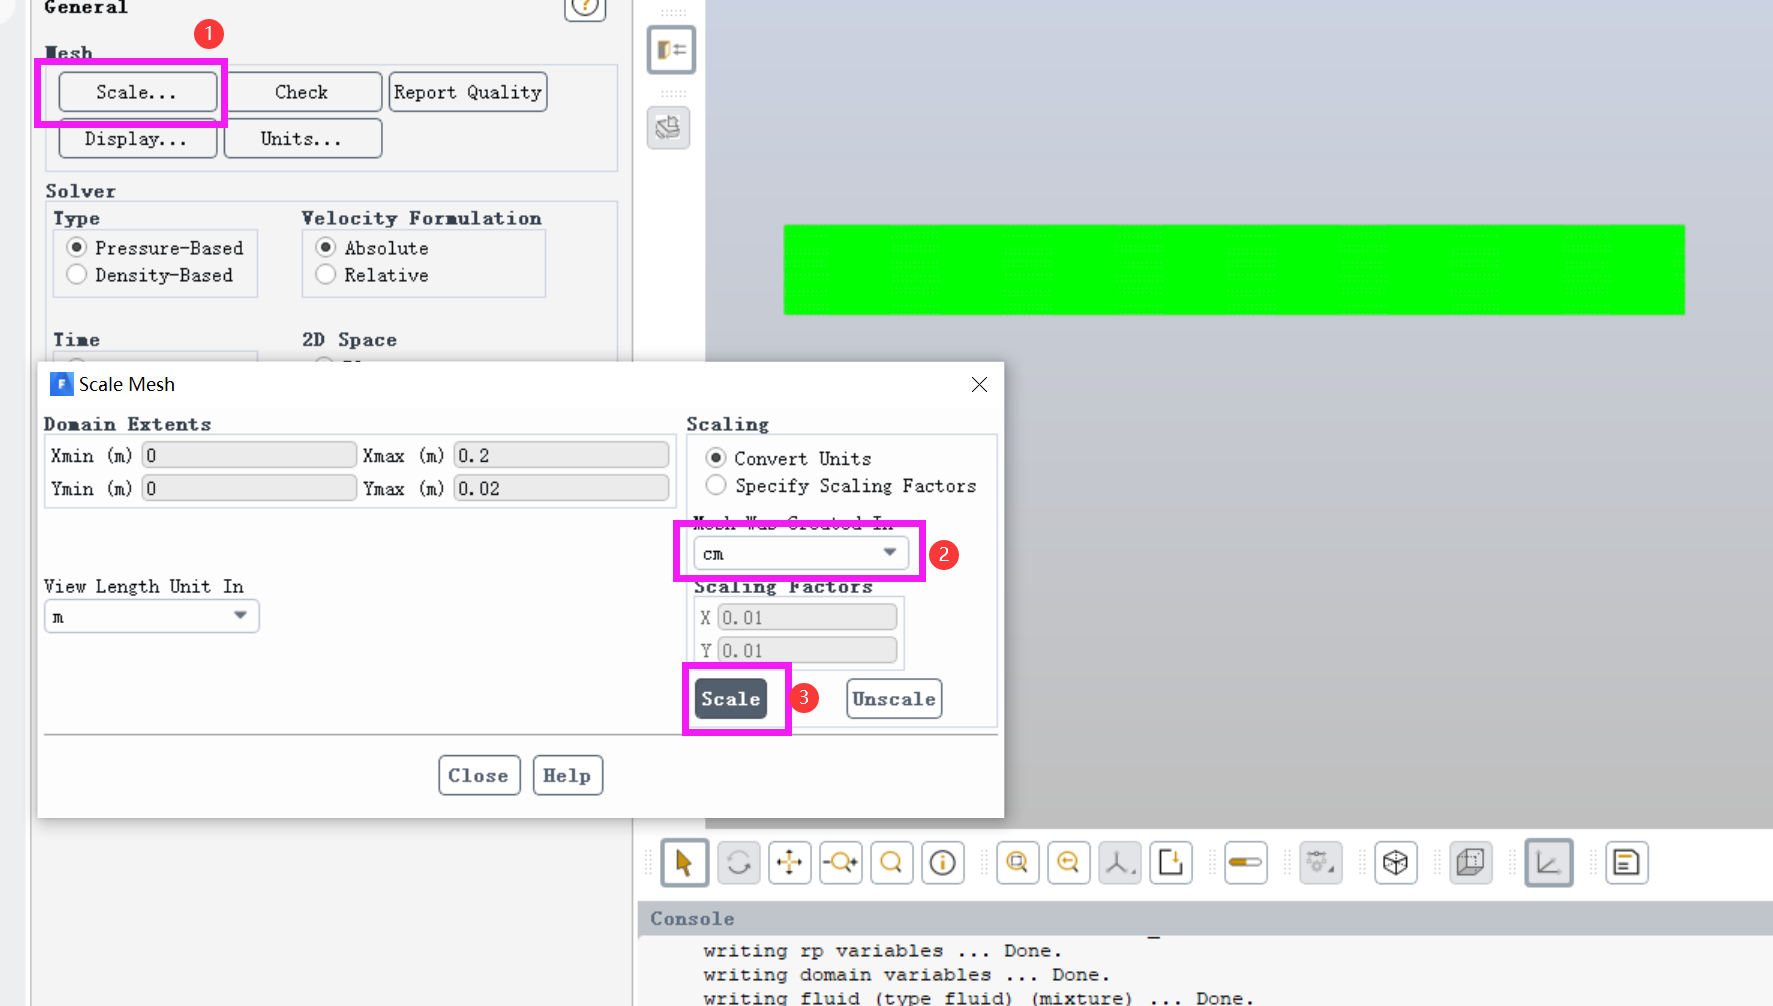 General
?
1
Mesh
Scale...
Check
Report Quality
Display...
Units...
Solver
Type
Velocity Formulation
Pressure-Based
Absolute
Density-Based
Relative
Time
2D Space
F Scale Mesh
Domain Extents
Scaling
Xmin (m) 0
Xmax (m) 0.2
Ymin (m) 0
Ymax (m) 0.02
Convert Units
Specify Scaling Factors
Mesh Was Created In
cm
2
View Length Unit In
m
Scaling Factors
X 0.01
Y 0.01
Scale
3
Unscale
Close
Help
Console
writing rp variables ... Done.
writing domain variables ... Done.
writing fluid (type fluid) (mixture) ... Done.